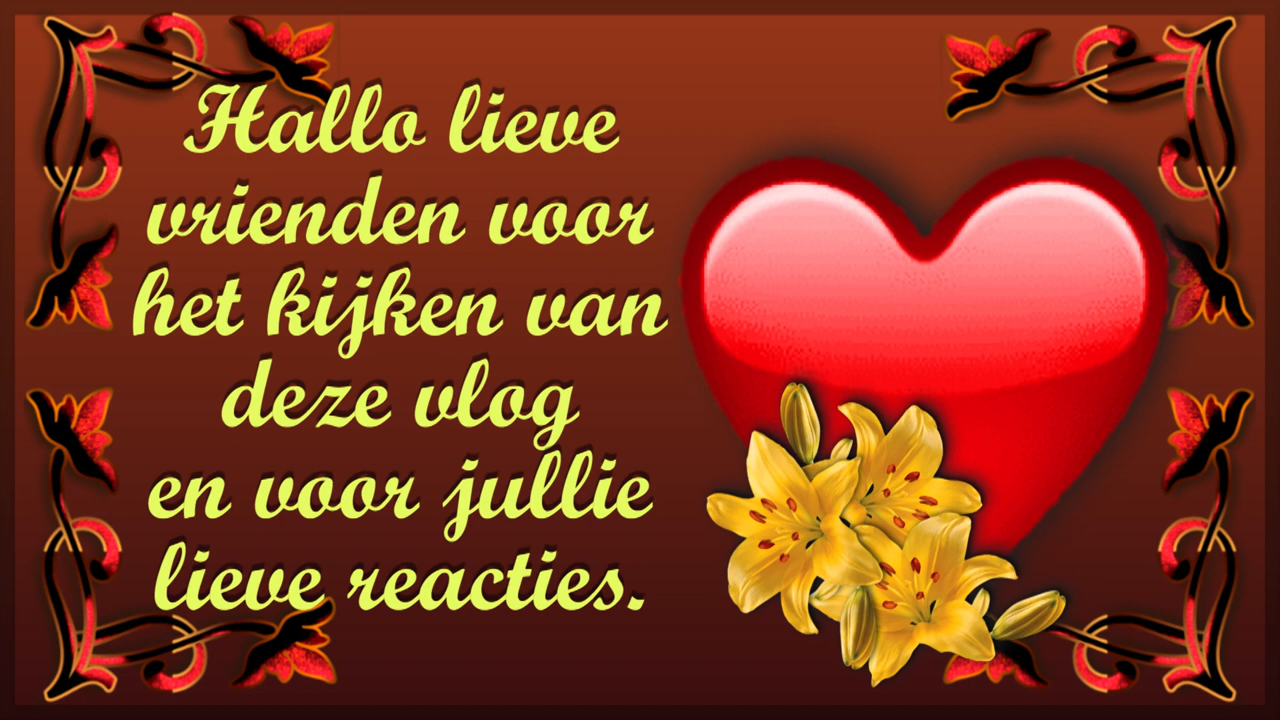 Hallo lieve
vrienden voor
het kijken van
deze vlog
en voor jullie
lieve reacties.